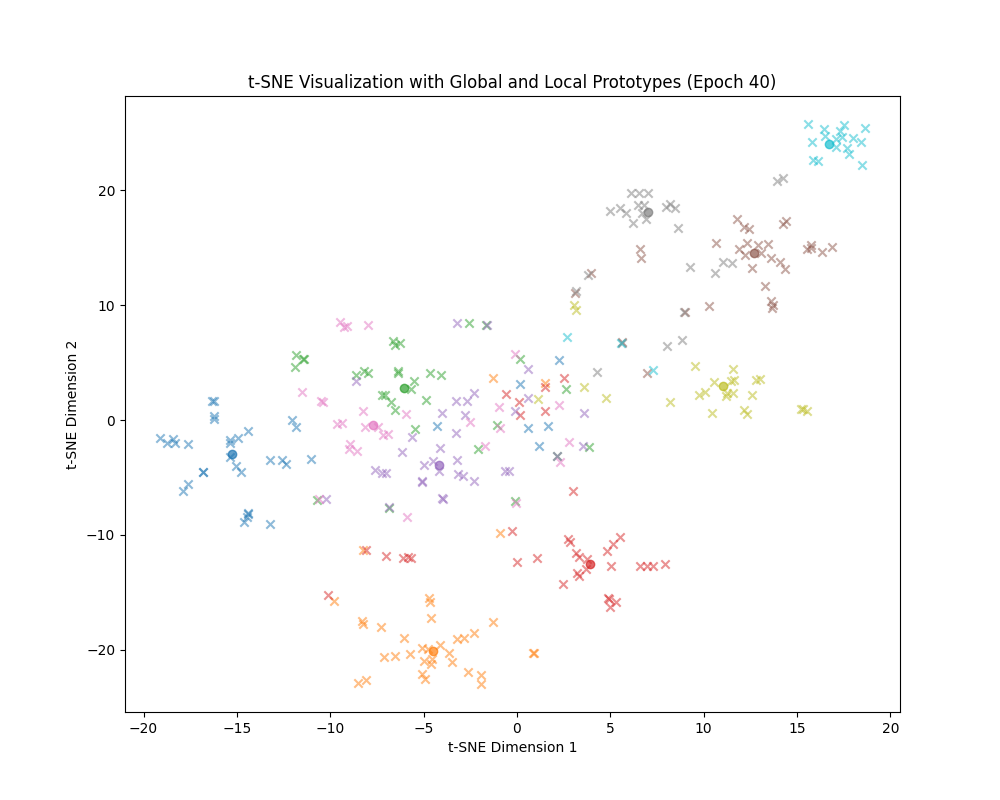 t-SNE Visualization with Global and Local Prototypes (Epoch 40)
t-SNE Dimension 2
20
10
0
−10
−20
−20 −15 −10 −5 0 5 10 15 20
t-SNE Dimension 1